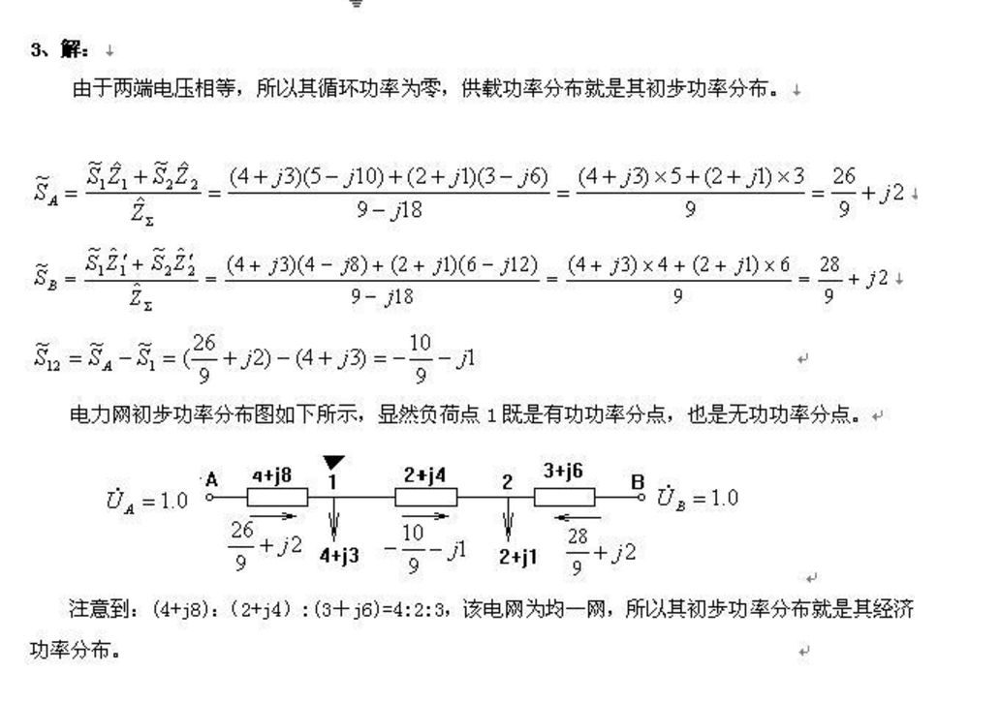 3、解：↓
由于两端电压相等，所以其循环功率为零，供载功率分布就是其初步功率分布。↓
S̃_A = (S̃₁Ẑ₁ + S̃₂Ẑ₂)/Ẑ_Σ = ((4+j3)(5−j10)+(2+j1)(3−j6))/(9−j18) = ((4+j3)×5+(2+j1)×3)/9 = 26/9 + j2 ↓
S̃_B = (S̃₁Ẑ₁′ + S̃₂Ẑ₂′)/Ẑ_Σ = ((4+j3)(4−j8)+(2+j1)(6−j12))/(9−j18) = ((4+j3)×4+(2+j1)×6)/9 = 28/9 + j2 ↓
S̃₁₂ = S̃_A − S̃₁ = (26/9 + j2) − (4+j3) = −10/9 − j1 ↵
电力网初步功率分布图如下所示，显然负荷点 1 既是有功功率分点，也是无功功率分点。↵
A 4+j8 1 2+j4 2 3+j6 B
U̇_A = 1.0 U̇_B = 1.0
26/9 + j2 4+j3 −10/9 − j1 2+j1 28/9 + j2
↵
注意到：(4+j8)：(2+j4）:(3＋j6)=4:2:3，该电网为均一网，所以其初步功率分布就是其经济
功率分布。 ↵